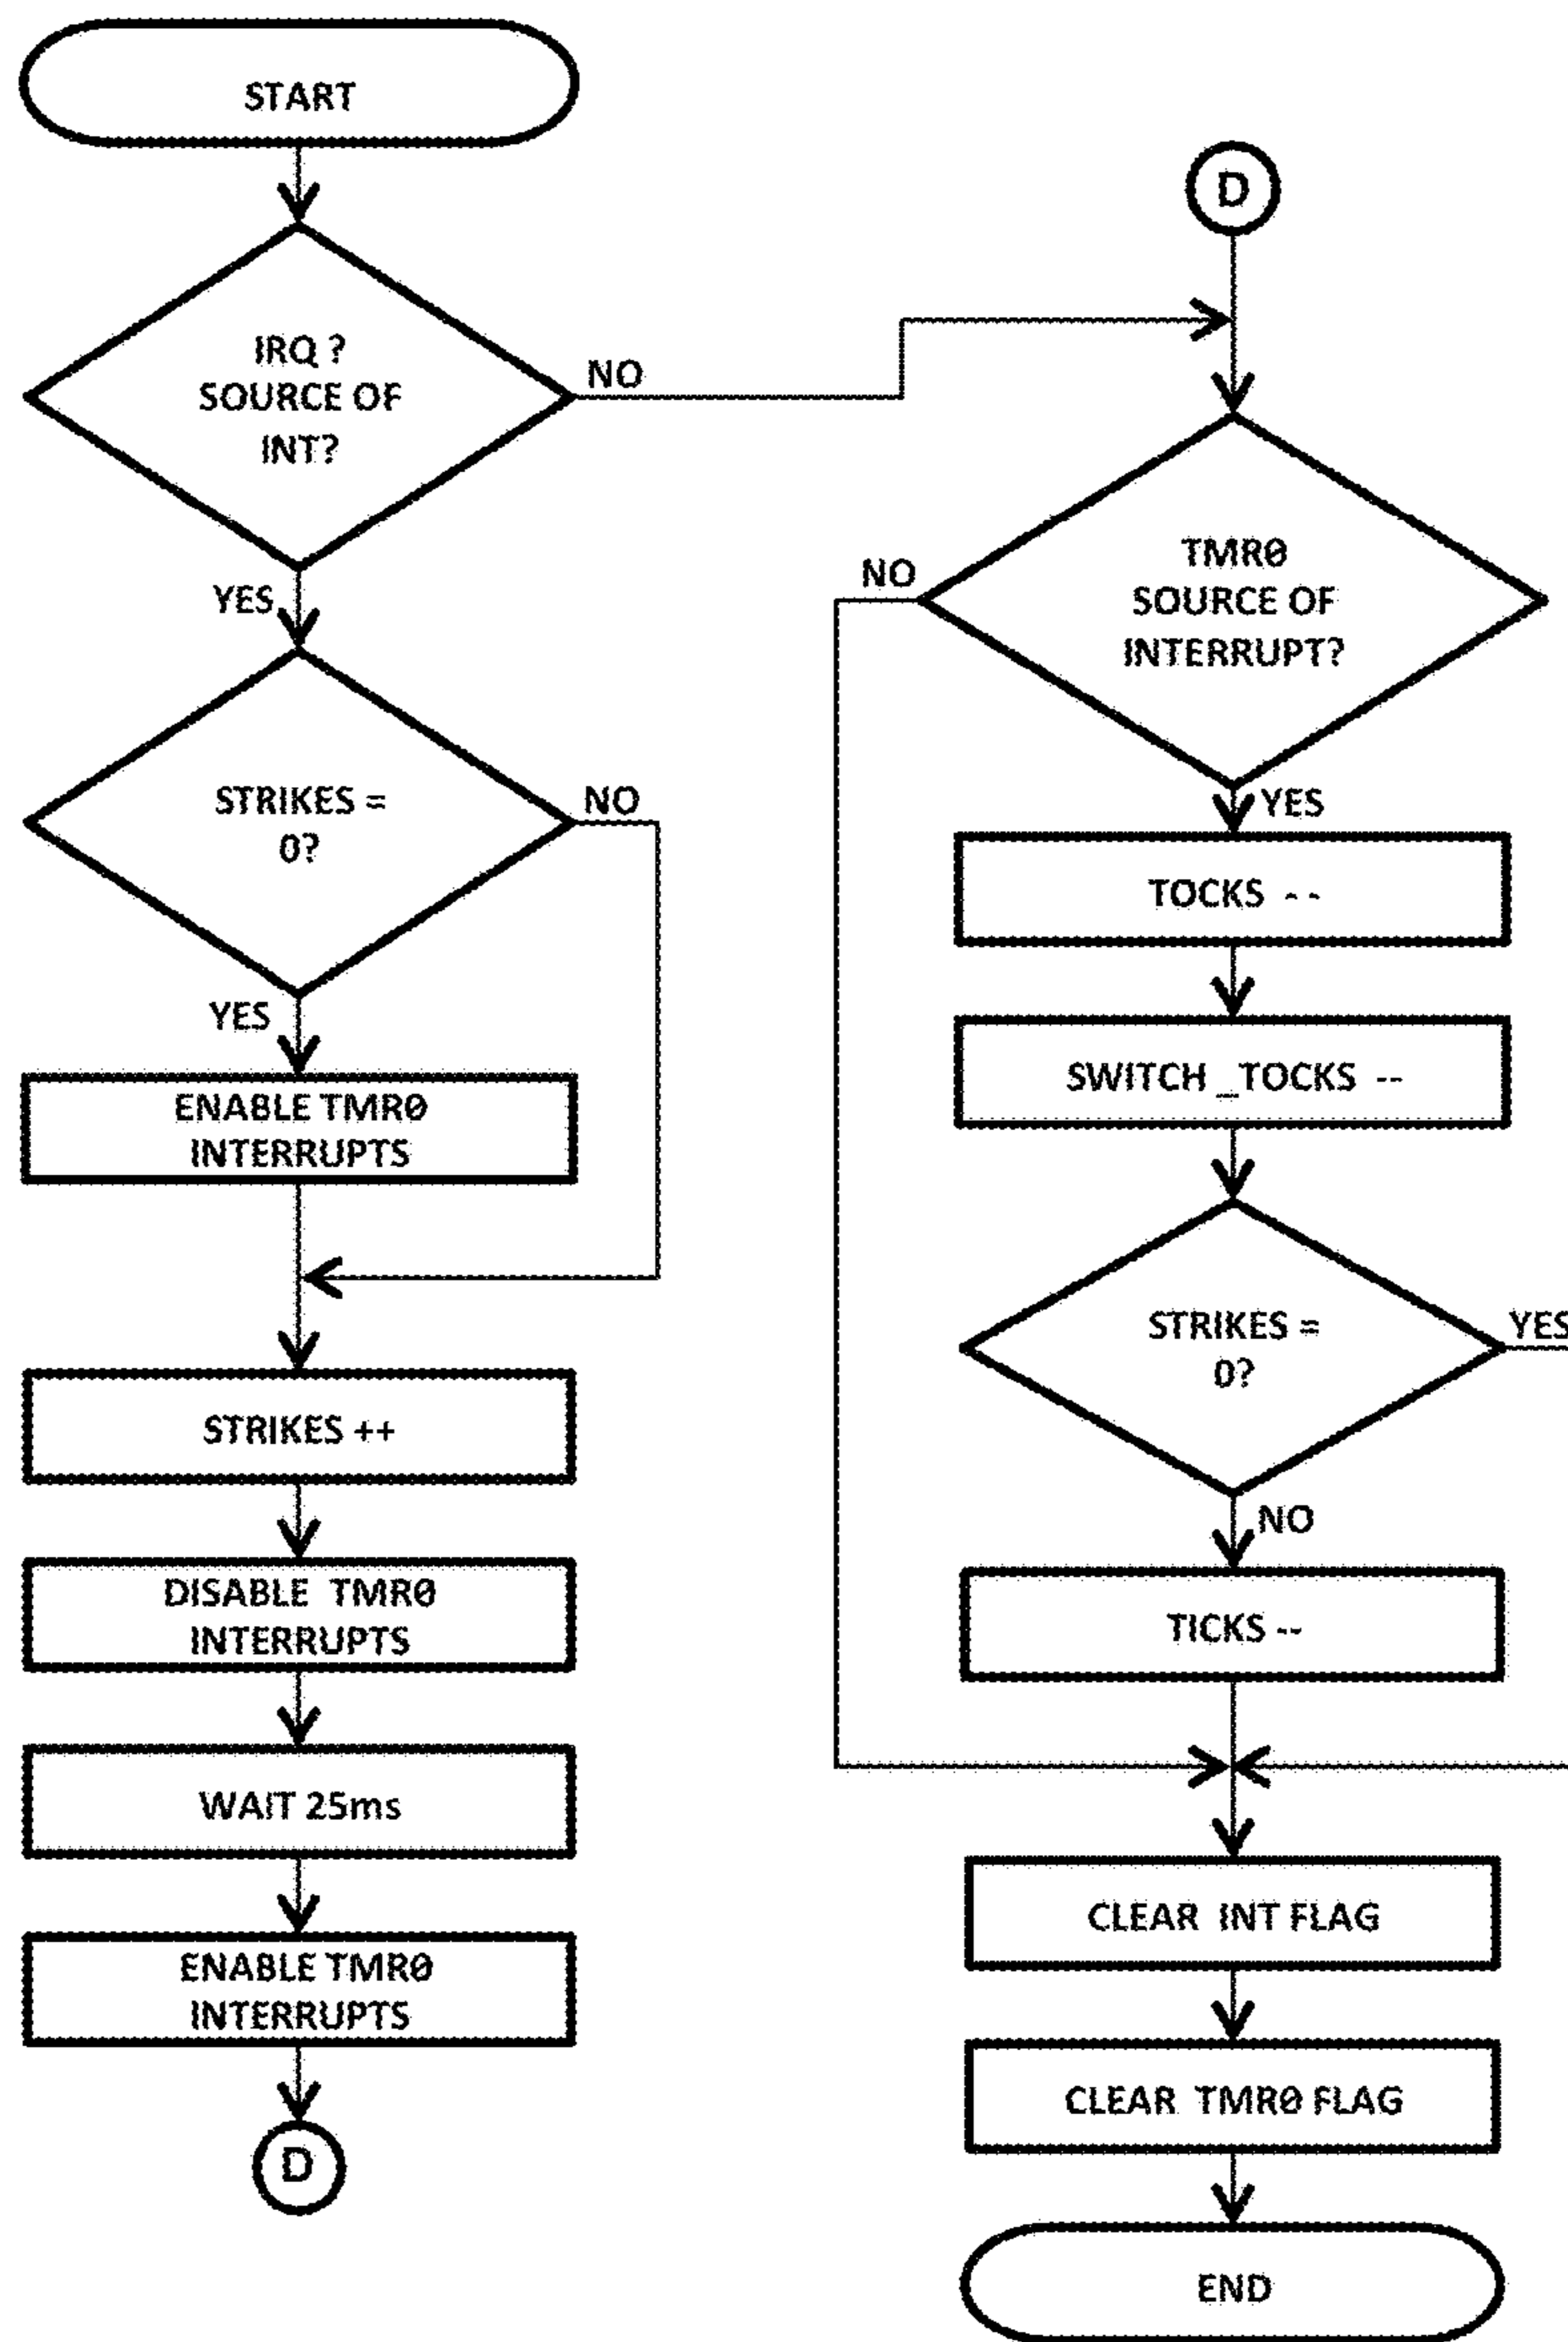 START
IRQ ?
SOURCE OF
INT?
NO
YES
STRIKES =
0?
NO
YES
ENABLE TMR0
INTERRUPTS
STRIKES ++
DISABLE TMR0
INTERRUPTS
WAIT 25ms
ENABLE TMR0
INTERRUPTS
D
D
TMR0
SOURCE OF
INTERRUPT?
NO
YES
TOCKS - -
SWITCH _TOCKS --
STRIKES =
0?
YES
NO
TICKS --
CLEAR INT FLAG
CLEAR TMR0 FLAG
END